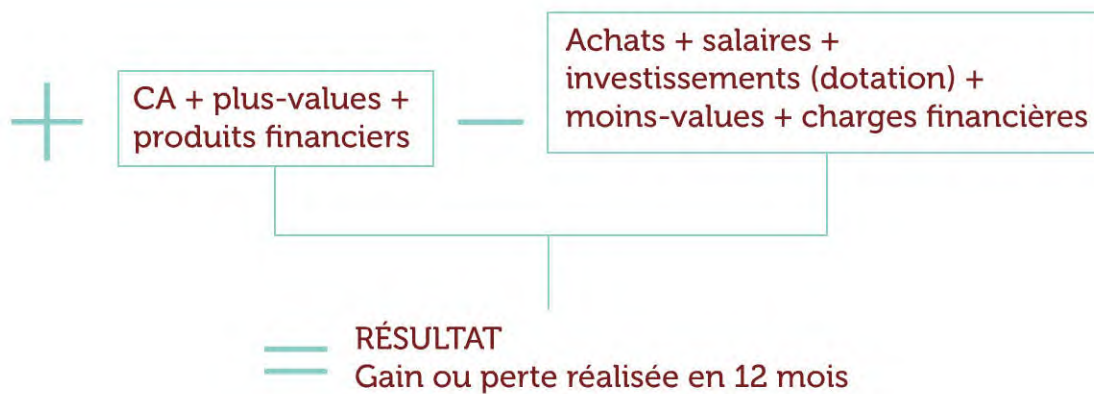 CA + plus-values +
produits financiers
Achats + salaires +
investissements (dotation) +
moins-values + charges financières
RÉSULTAT
Gain ou perte réalisée en 12 mois